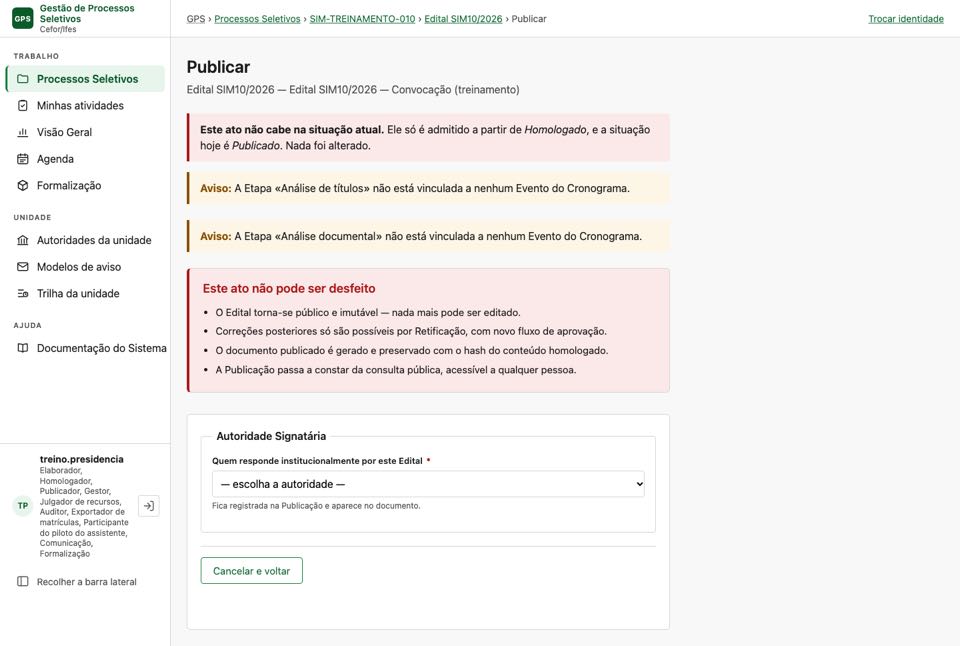 GPS
Gestão de Processos
Seletivos
Cefor/Ifes
GPS › Processos Seletivos › SIM-TREINAMENTO-010 › Edital SIM10/2026 › Publicar
Trocar identidade
TRABALHO
Processos Seletivos
Minhas atividades
Visão Geral
Agenda
Formalização
UNIDADE
Autoridades da unidade
Modelos de aviso
Trilha da unidade
AJUDA
Documentação do Sistema
TP
treino.presidencia
Elaborador,
Homologador,
Publicador, Gestor,
Julgador de recursos,
Auditor, Exportador de
matrículas, Participante
do piloto do assistente,
Comunicação,
Formalização
Recolher a barra lateral
Publicar
Edital SIM10/2026 — Edital SIM10/2026 — Convocação (treinamento)
Este ato não cabe na situação atual. Ele só é admitido a partir de Homologado, e a situação
hoje é Publicado. Nada foi alterado.
Aviso: A Etapa «Análise de títulos» não está vinculada a nenhum Evento do Cronograma.
Aviso: A Etapa «Análise documental» não está vinculada a nenhum Evento do Cronograma.
Este ato não pode ser desfeito
• O Edital torna-se público e imutável — nada mais pode ser editado.
• Correções posteriores só são possíveis por Retificação, com novo fluxo de aprovação.
• O documento publicado é gerado e preservado com o hash do conteúdo homologado.
• A Publicação passa a constar da consulta pública, acessível a qualquer pessoa.
Autoridade Signatária
Quem responde institucionalmente por este Edital *
— escolha a autoridade —
Fica registrada na Publicação e aparece no documento.
Cancelar e voltar